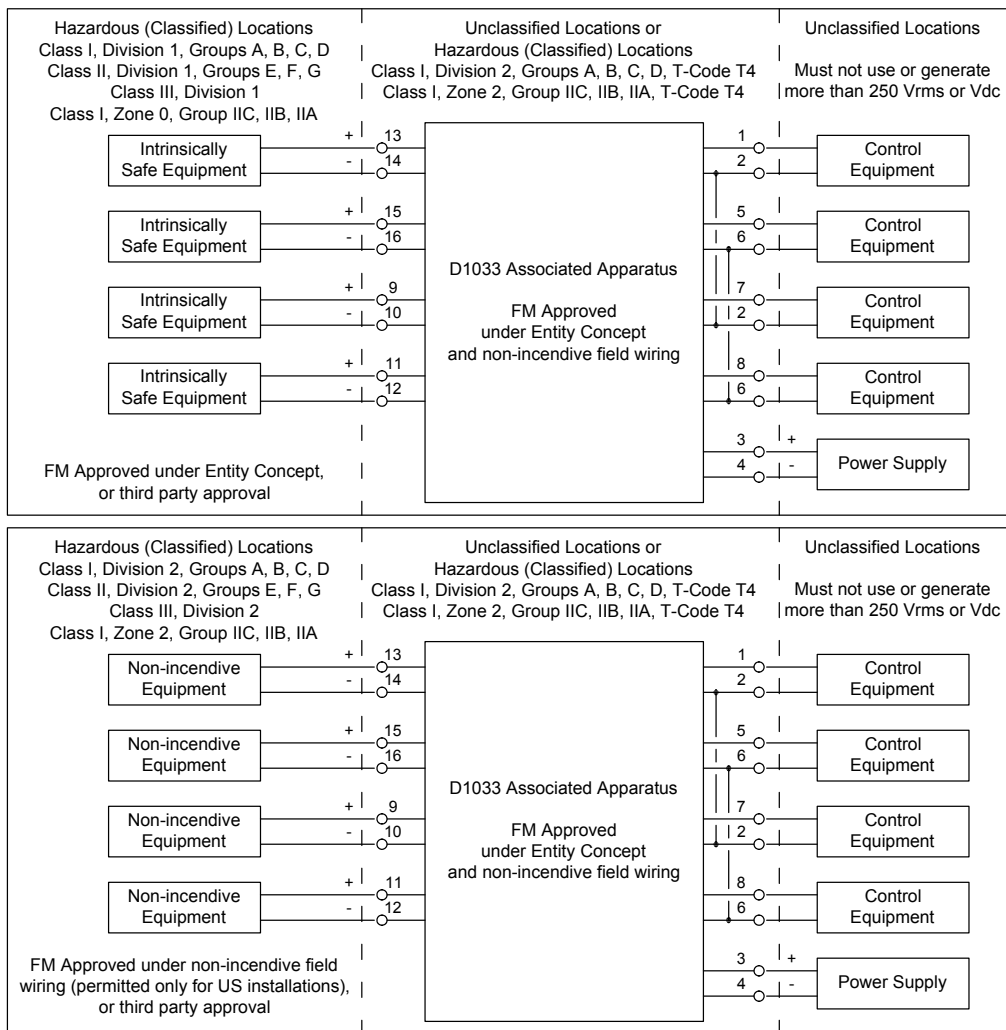 Hazardous (Classified) Locations
Class I, Division 1, Groups A, B, C, D
Class II, Division 1, Groups E, F, G
Class III, Division 1
Class I, Zone 0, Group IIC, IIB, IIA
Unclassified Locations or
Hazardous (Classified) Locations
Class I, Division 2, Groups A, B, C, D, T-Code T4
Class I, Zone 2, Group IIC, IIB, IIA, T-Code T4
Unclassified Locations
Must not use or generate
more than 250 Vrms or Vdc
Intrinsically
Safe Equipment
+ 13
- 14
Intrinsically
Safe Equipment
+ 15
- 16
Intrinsically
Safe Equipment
+ 9
- 10
Intrinsically
Safe Equipment
+ 11
- 12
FM Approved under Entity Concept,
or third party approval
D1033 Associated Apparatus
FM Approved
under Entity Concept
and non-incendive field wiring
1
2
Control
Equipment
5
6
Control
Equipment
7
2
Control
Equipment
8
6
Control
Equipment
3 +
4 -
Power Supply
Hazardous (Classified) Locations
Class I, Division 2, Groups A, B, C, D
Class II, Division 2, Groups E, F, G
Class III, Division 2
Class I, Zone 2, Group IIC, IIB, IIA
Unclassified Locations or
Hazardous (Classified) Locations
Class I, Division 2, Groups A, B, C, D, T-Code T4
Class I, Zone 2, Group IIC, IIB, IIA, T-Code T4
Unclassified Locations
Must not use or generate
more than 250 Vrms or Vdc
Non-incendive
Equipment
+ 13
- 14
Non-incendive
Equipment
+ 15
- 16
Non-incendive
Equipment
+ 9
- 10
Non-incendive
Equipment
+ 11
- 12
FM Approved under non-incendive field
wiring (permitted only for US installations),
or third party approval
D1033 Associated Apparatus
FM Approved
under Entity Concept
and non-incendive field wiring
1
2
Control
Equipment
5
6
Control
Equipment
7
2
Control
Equipment
8
6
Control
Equipment
3 +
4 -
Power Supply